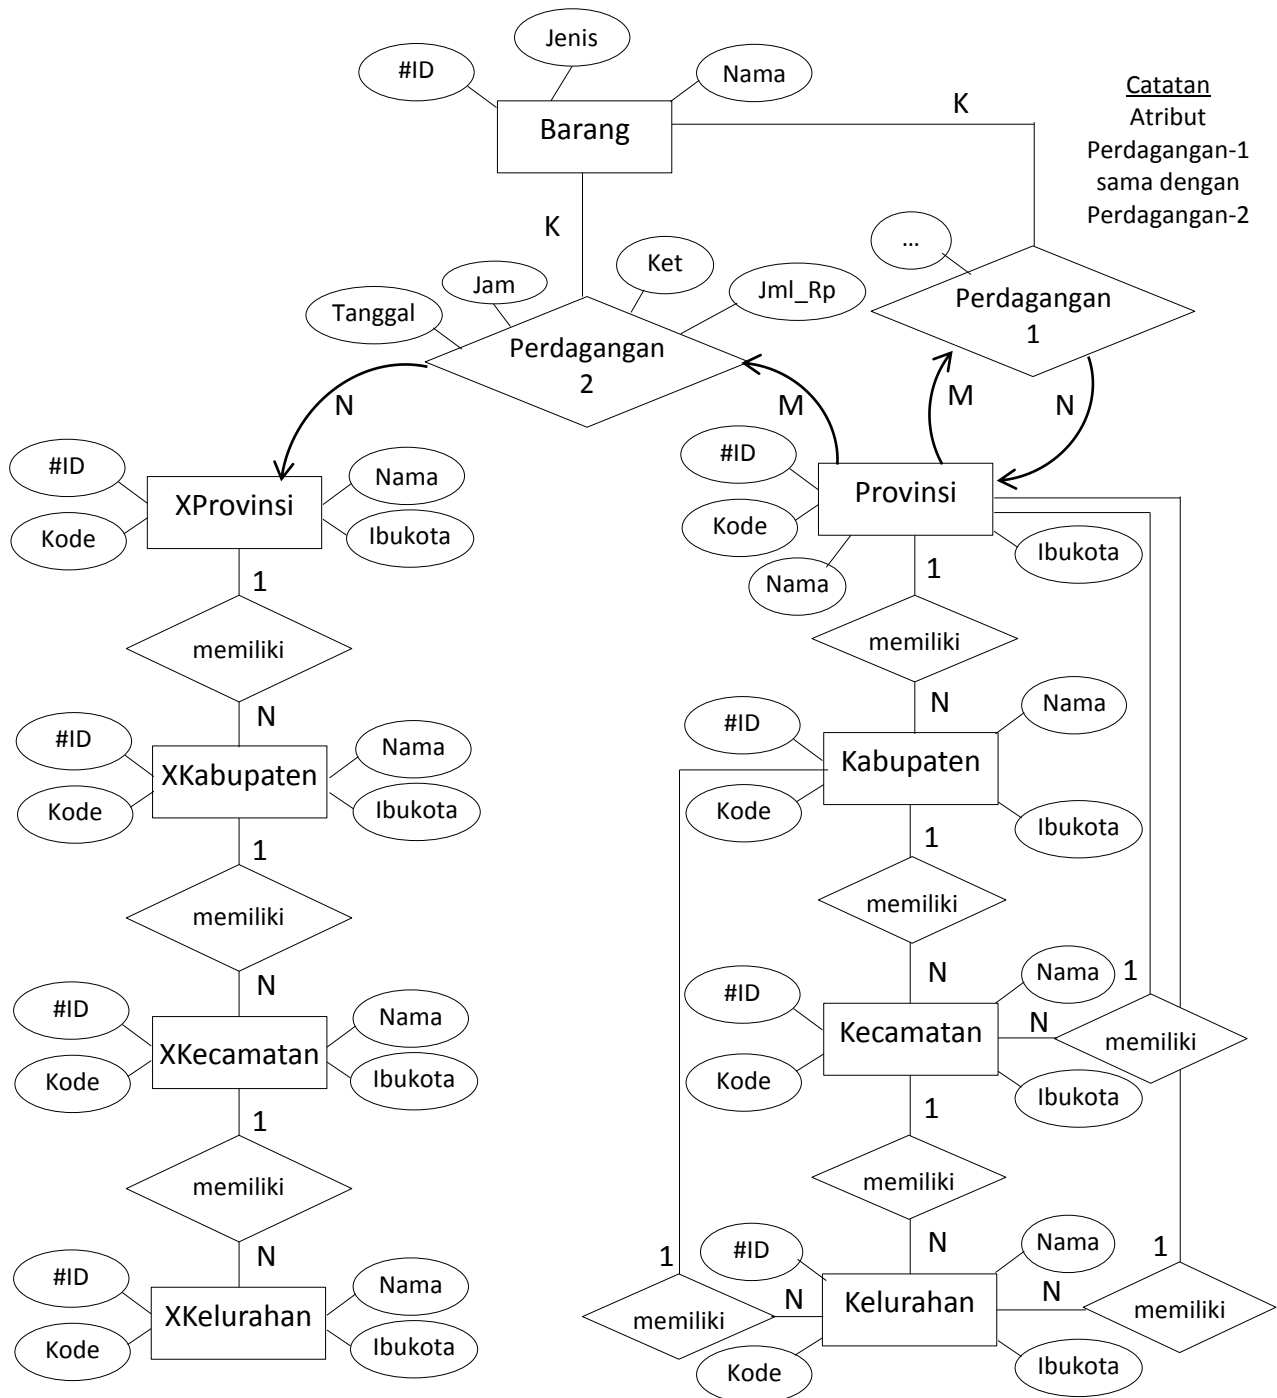 Jenis
#ID
Nama
Barang
K
Catatan
Atribut
Perdagangan-1
sama dengan
Perdagangan-2
K
...
Ket
Jam
Jml_Rp
Tanggal
Perdagangan
1
Perdagangan
2
N
M
M
N
#ID
Nama
XProvinsi
Kode
Ibukota
#ID
Provinsi
Kode
Ibukota
Nama
1
1
memiliki
memiliki
N
N
#ID
Nama
XKabupaten
Kode
Ibukota
#ID
Nama
Kabupaten
Kode
Ibukota
1
1
memiliki
memiliki
N
N
#ID
Nama
XKecamatan
Kode
Ibukota
#ID
Nama
1
Kecamatan
N
memiliki
Kode
Ibukota
1
1
memiliki
memiliki
N
N
#ID
Nama
XKelurahan
Kode
Ibukota
1
#ID
Nama
1
memiliki
N
Kelurahan
N
memiliki
Kode
Ibukota